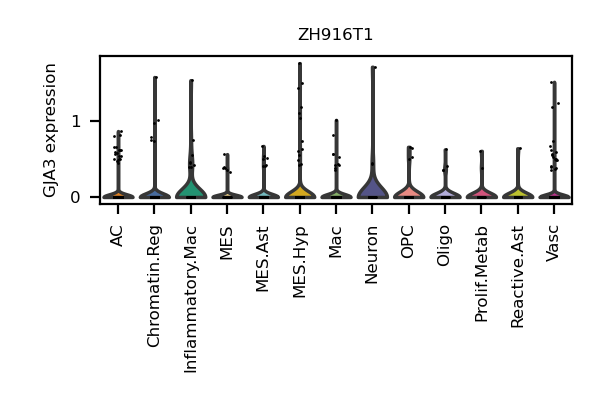 ZH916T1
GJA3 expression
1
0
AC
Chromatin.Reg
Inflammatory.Mac
MES
MES.Ast
MES.Hyp
Mac
Neuron
OPC
Oligo
Prolif.Metab
Reactive.Ast
Vasc